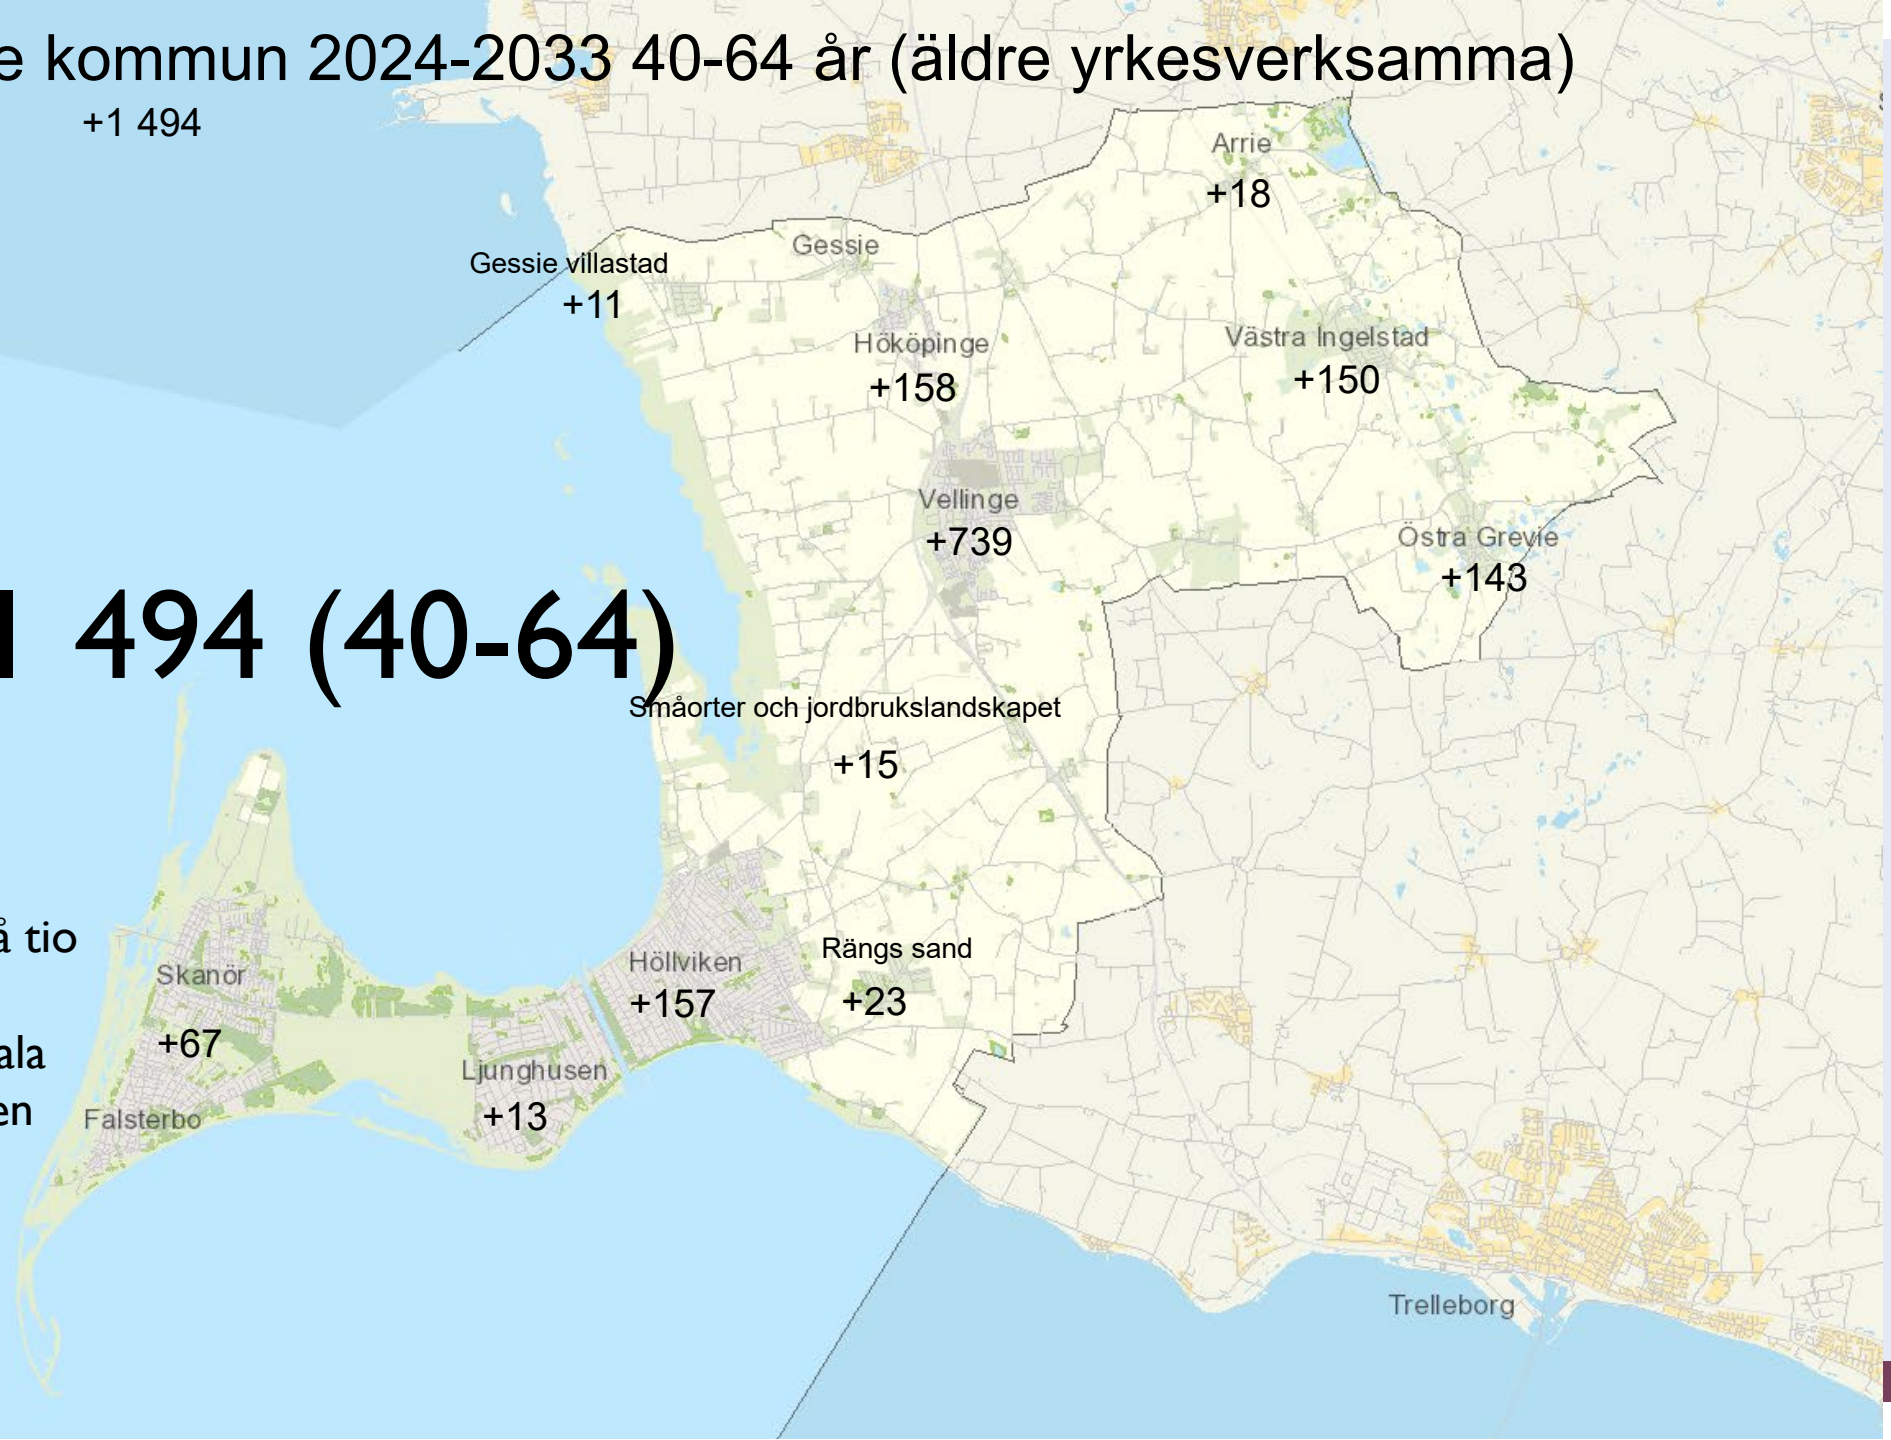 e kommun 2024-2033 40-64 år (äldre yrkesverksamma)
+1 494
Arrie
+18
Gessie
Gessie villastad
+11
Hököpinge
+158
Västra Ingelstad
+150
Vellinge
+739
Östra Grevie
+143
1 494 (40-64)
Småorter och jordbrukslandskapet
+15
å tio
Rängs sand
+23
Höllviken
+157
Skanör
+67
ala
en
Ljunghusen
+13
Falsterbo
Trelleborg